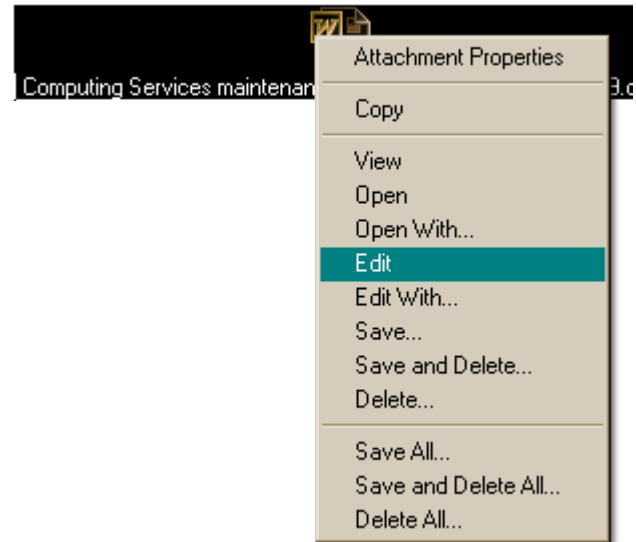 Attachment Properties
Computing Services maintenan
Copy
View
Open
Open With...
Edit
Edit With...
Save...
Save and Delete...
Delete...
Save All...
Save and Delete All...
Delete All...